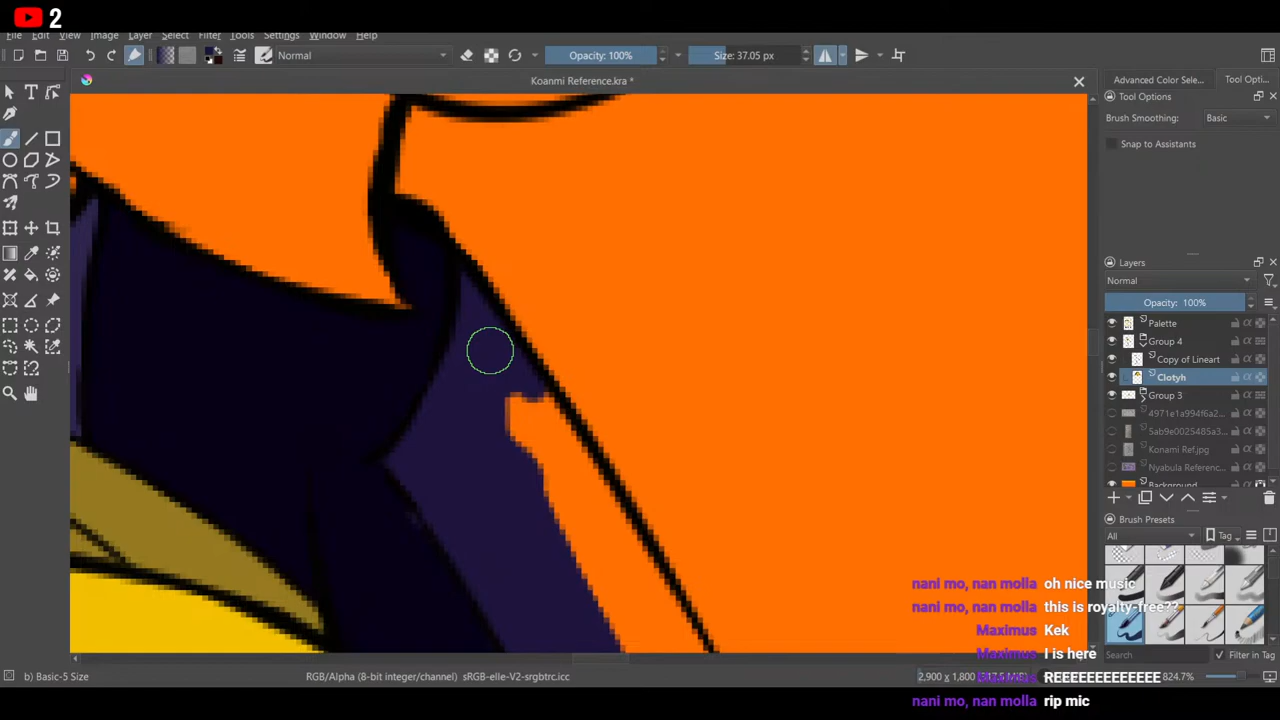 2
File Edit View Image Layer Select Filter Tools Settings Window Help
Normal
Opacity: 100%
Size: 37.05 px
Koanmi Reference.kra *
Advanced Color Sele...
Tool Opti...
Tool Options
Brush Smoothing: Basic
Snap to Assistants
Layers
Normal
Opacity: 100%
Palette
Group 4
Copy of Lineart
Clotyh
Group 3
4971e1a994f6a2...
5ab9e0025485a3...
Konami Ref.jpg
Nyabula Referenc...
Background
Brush Presets
All
Tag
nani mo, nan molla oh nice music
nani mo, nan molla this is royalty-free??
Maximus Kek
Maximus I is here
Maximus REEEEEEEEEEEEE
nani mo, nan molla rip mic
Search
Filter in Tag
b) Basic-5 Size
RGB/Alpha (8-bit integer/channel) sRGB-elle-V2-srgbtrc.icc
2,900 x 1,800
824.7%